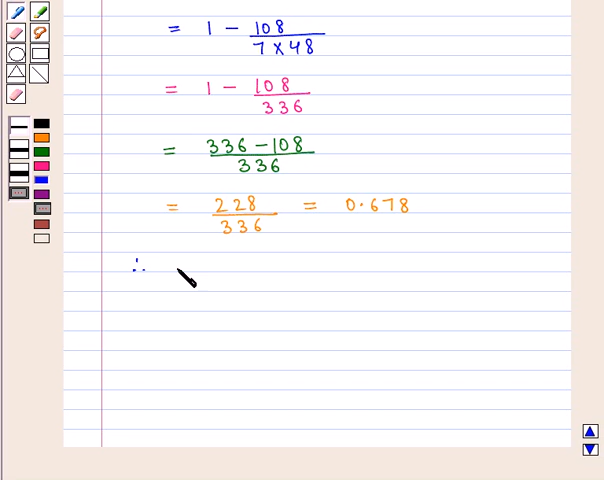 = 1 − 108/7×48
= 1 − 108/336
= 336−108/336
= 228/336 = 0.678
∴